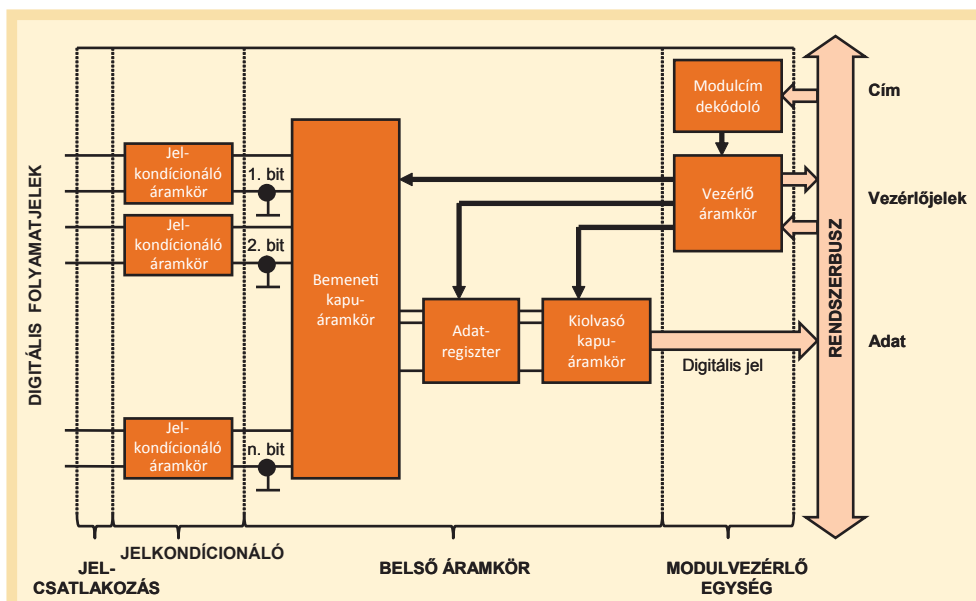 Modulcím
dekódoló
Cím
DIGITÁLIS FOLYAMATJELEK
Jel-
kondícionáló
áramkör
1. bit
Jel-
kondícionáló
áramkör
2. bit
Jel-
kondícionáló
áramkör
n. bit
Bemeneti
kapu-
áramkör
Vezérlő
áramkör
Vezérlőjelek
Adat-
regiszter
Kiolvasó
kapu-
áramkör
Digitális jel
RENDSZERBUSZ
Adat
JEL-
CSATLAKOZÁS
JELKONDÍCIONÁLÓ
BELSŐ ÁRAMKÖR
MODULVEZÉRLŐ
EGYSÉG